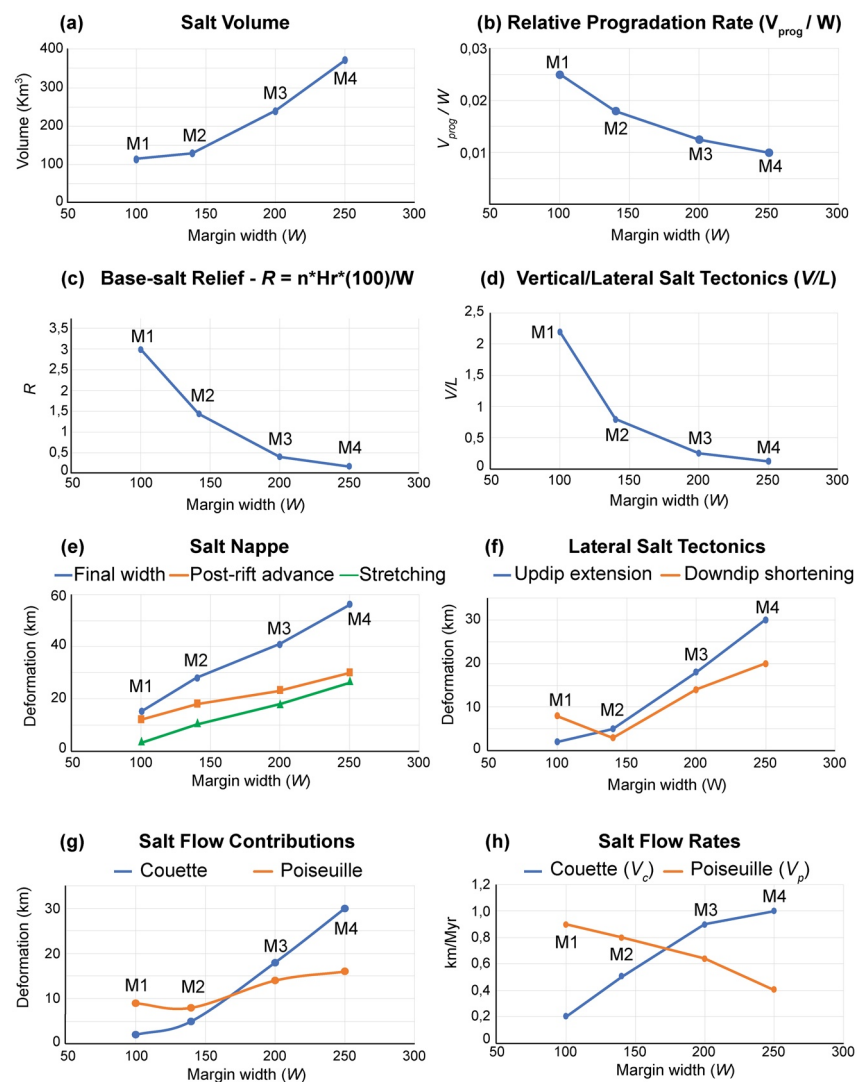 (a) Salt Volume
400
300
200
100
0
Volume (Km³)
M1
M2
M3
M4
50 100 150 200 250 300
Margin width (W)
(b) Relative Progradation Rate (Vprog / W)
0,03
0,02
0,01
Vprog / W
M1
M2
M3
M4
50 100 150 200 250 300
Margin width (W)
(c) Base-salt Relief - R = n*Hr*(100)/W
3,5
3
2,5
2
1,5
1
0,5
0
R
M1
M2
M3
M4
50 100 150 200 250 300
Margin width (W)
(d) Vertical/Lateral Salt Tectonics (V/L)
2,5
2
1,5
1
0,5
0
V/L
M1
M2
M3
M4
50 100 150 200 250 300
Margin width (W)
(e) Salt Nappe
Final width Post-rift advance Stretching
60
40
20
0
Deformation (km)
M1
M2
M3
M4
50 100 150 200 250 300
Margin width (W)
(f) Lateral Salt Tectonics
Updip extension Downdip shortening
30
20
10
0
Deformation (km)
M1
M2
M3
M4
50 100 150 200 250 300
Margin width (W)
(g) Salt Flow Contributions
Couette Poiseuille
30
20
10
0
Deformation (km)
M1
M2
M3
M4
50 100 150 200 250 300
Margin width (W)
(h) Salt Flow Rates
Couette (Vc) Poiseuille (Vp)
1,2
1,0
0,8
0,6
0,4
0,2
0,0
km/Myr
M1
M2
M3
M4
50 100 150 200 250 300
Margin width (W)